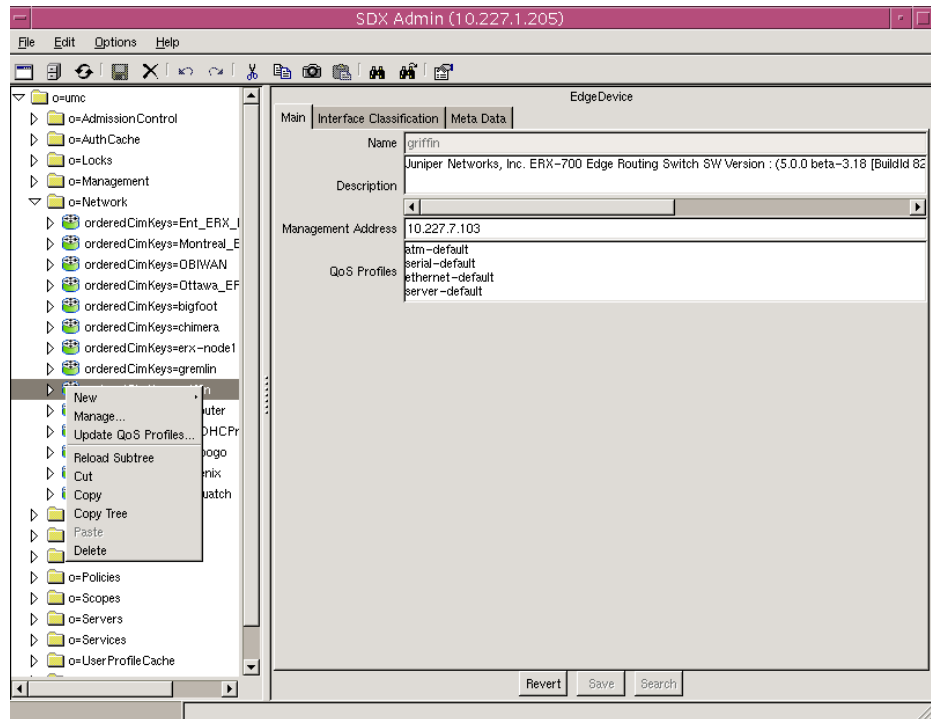 SDX Admin (10.227.1.205)
File Edit Options Help
o=umc
o=AdmissionControl
o=AuthCache
o=Locks
o=Management
o=Network
orderedCimKeys=Ent_ERX_
orderedCimKeys=Montreal_E
orderedCimKeys=OBIWAN
orderedCimKeys=Ottawa_EF
orderedCimKeys=bigfoot
orderedCimKeys=chimera
orderedCimKeys=erx-node1
orderedCimKeys=gremlin
New
Manage...
Update QoS Profiles...
Reload Subtree
Cut
Copy
Copy Tree
Paste
Delete
uter
DHCPr
ogo
enix
uatch
o=Policies
o=Scopes
o=Servers
o=Services
o=UserProfileCache
EdgeDevice
Main Interface Classification Meta Data
Name griffin
Description Juniper Networks, Inc. ERX-700 Edge Routing Switch SW Version : (5.0.0 beta-3.18 [BuildId 82
Management Address 10.227.7.103
QoS Profiles
atm-default
serial-default
ethernet-default
server-default
Revert Save Search